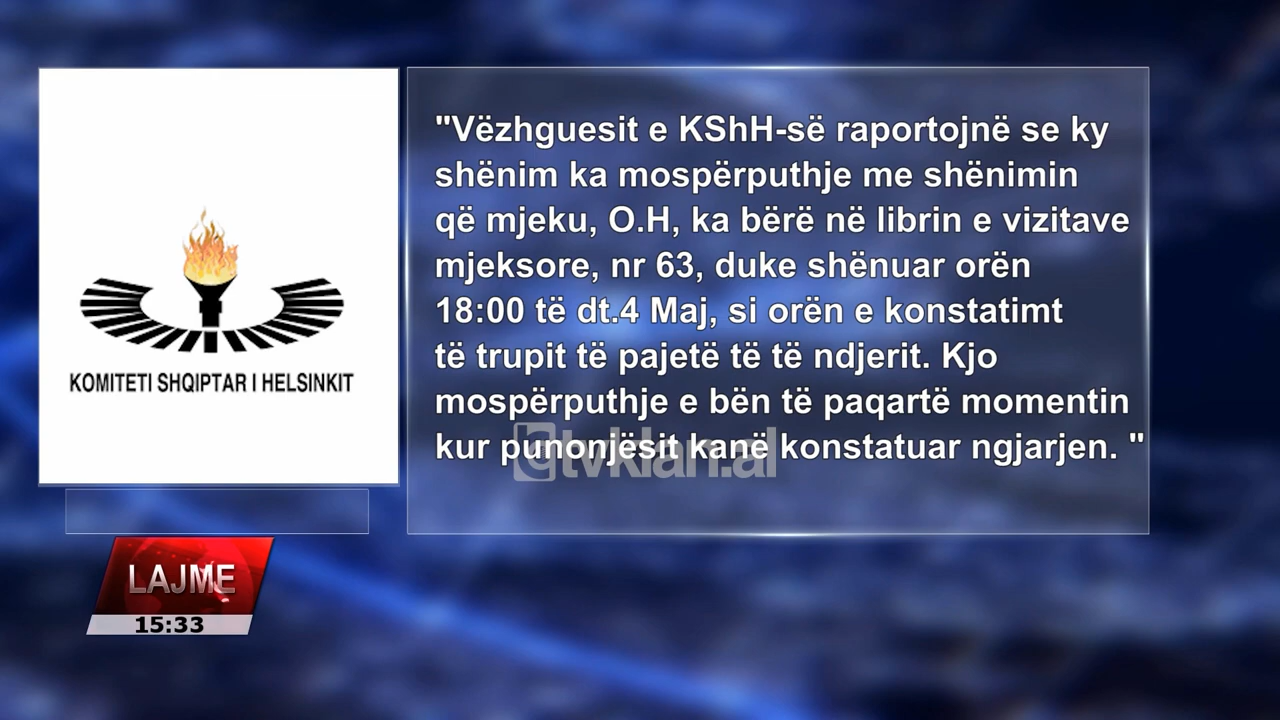 "Vëzhguesit e KShH-së raportojnë se ky
shënim ka mospërputhje me shënimin
që mjeku, O.H, ka bërë në librin e vizitave
mjeksore, nr 63, duke shënuar orën
18:00 të dt.4 Maj, si orën e konstatimt
të trupit të pajetë të të ndjerit. Kjo
mospërputhje e bën të paqartë momentin
kur punonjësit kanë konstatuar ngjarjen. "
tvklan.al
KOMITETI SHQIPTAR I HELSINKIT
LAJME
15:33